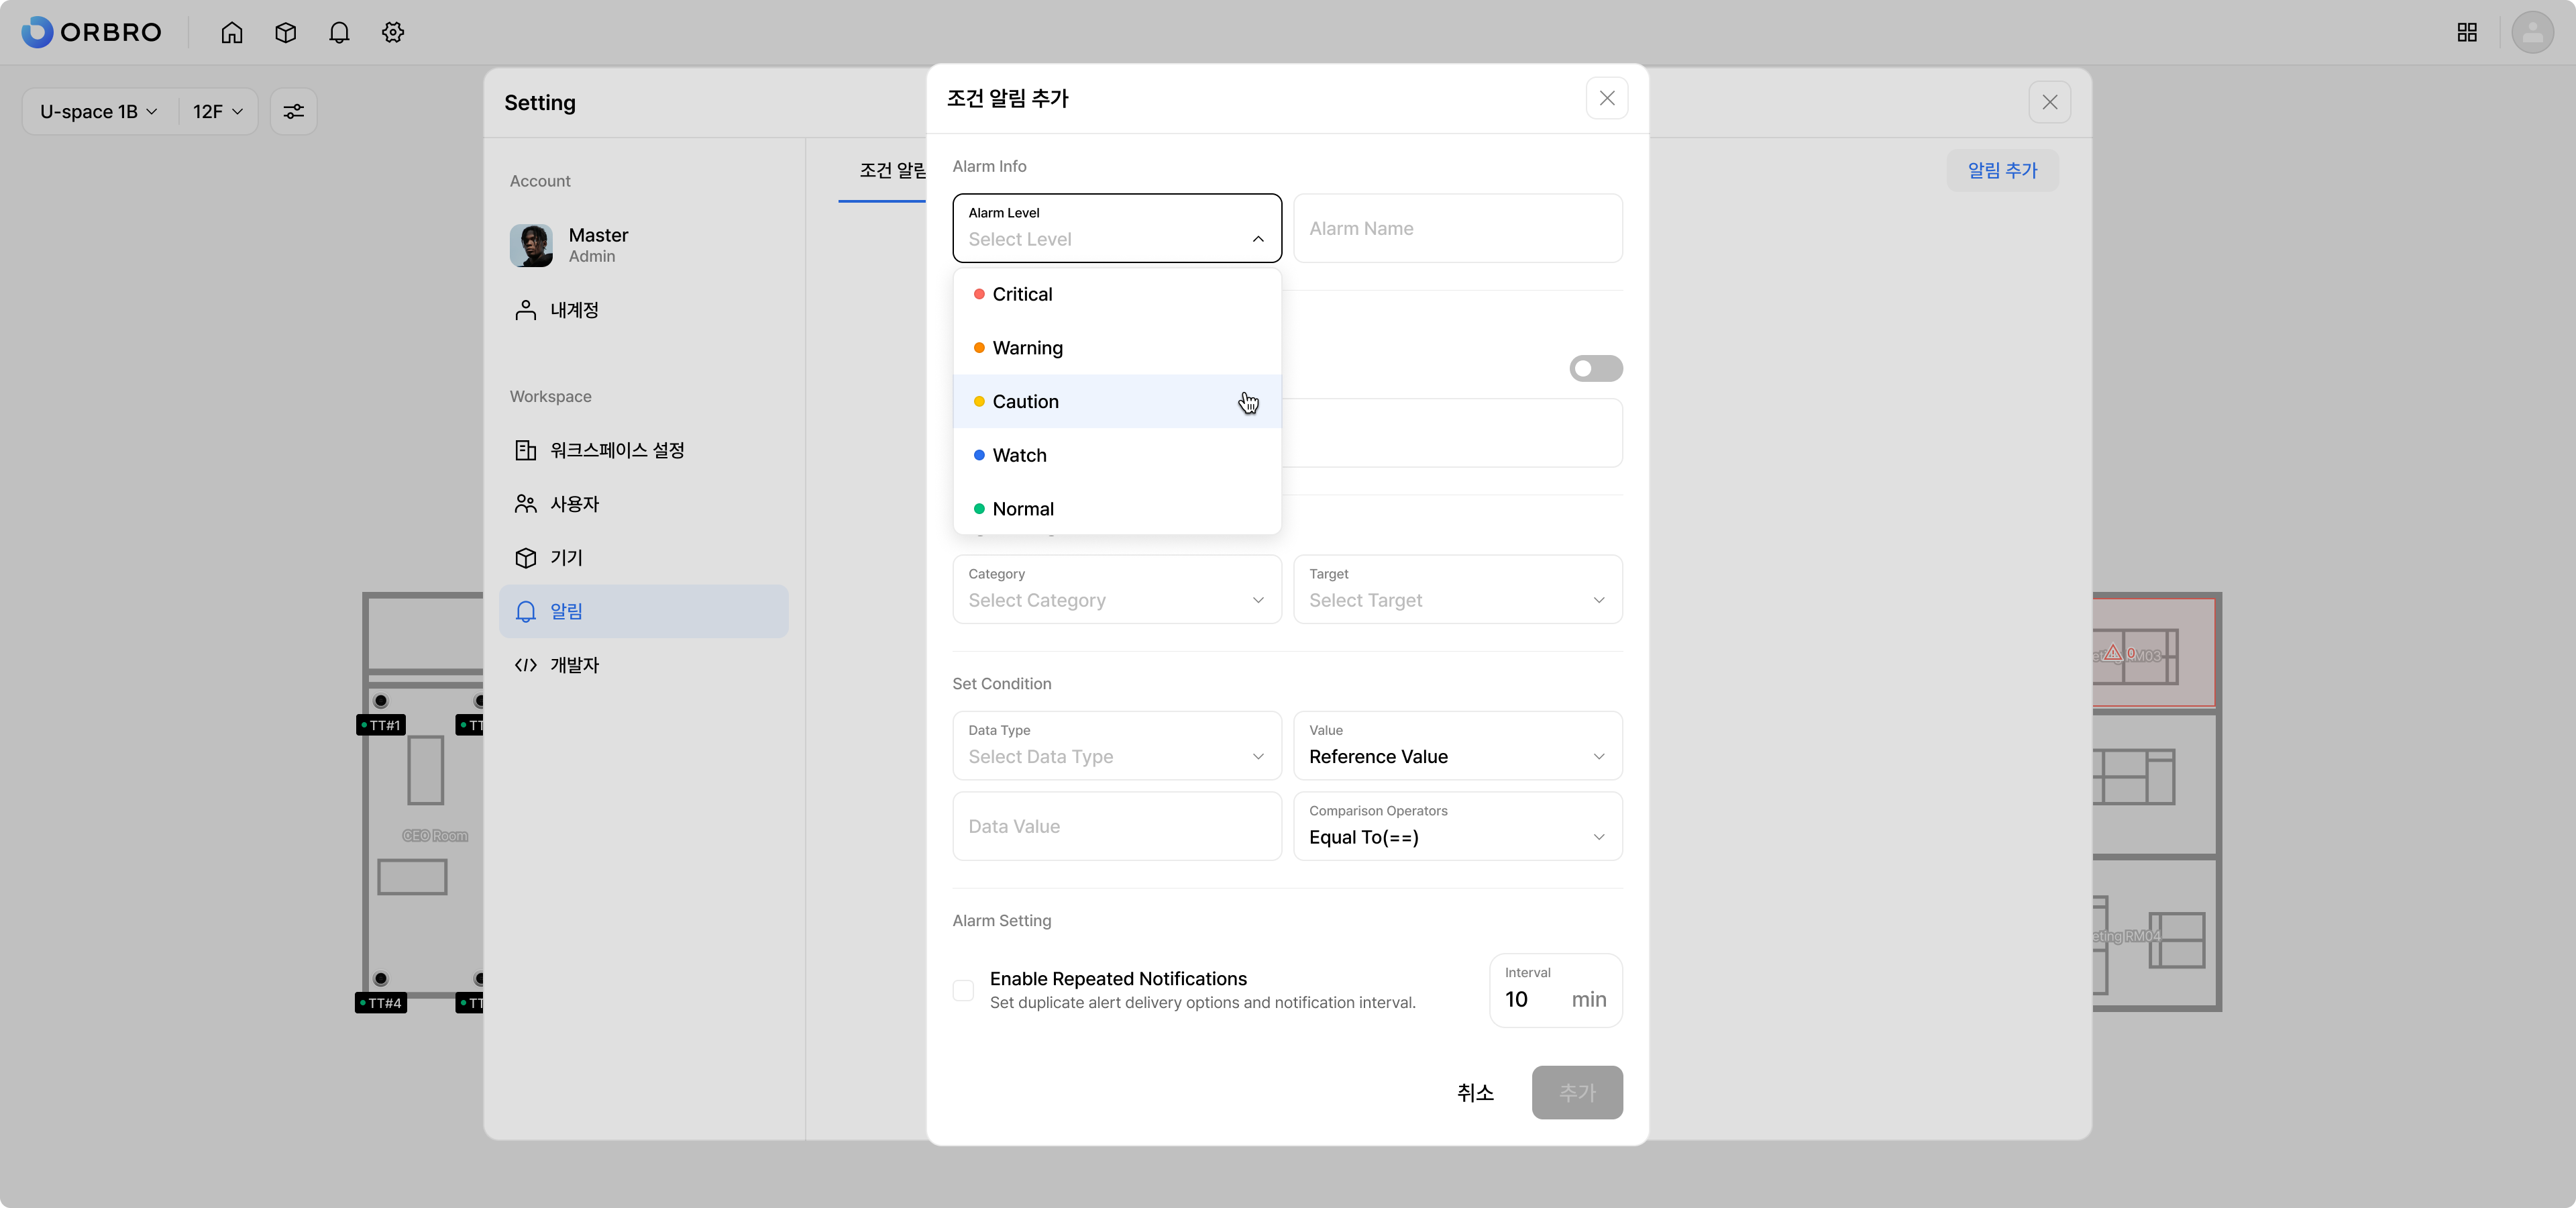 ORBRO
U-space 1B
12F
Setting
Account
Master
Admin
내계정
Workspace
워크스페이스 설정
사용자
기기
알림
개발자
조건 알림
알림 추가
조건 알림 추가
Alarm Info
Alarm Level
Select Level
Alarm Name
Critical
Warning
Caution
Watch
Normal
Category
Select Category
Target
Select Target
Set Condition
Data Type
Select Data Type
Value
Reference Value
Data Value
Comparison Operators
Equal To(==)
Alarm Setting
Enable Repeated Notifications
Set duplicate alert delivery options and notification interval.
Interval
10 min
취소
추가
TT#1
TT
CEO Room
TT#4
TT
0
RM03
eting RM04